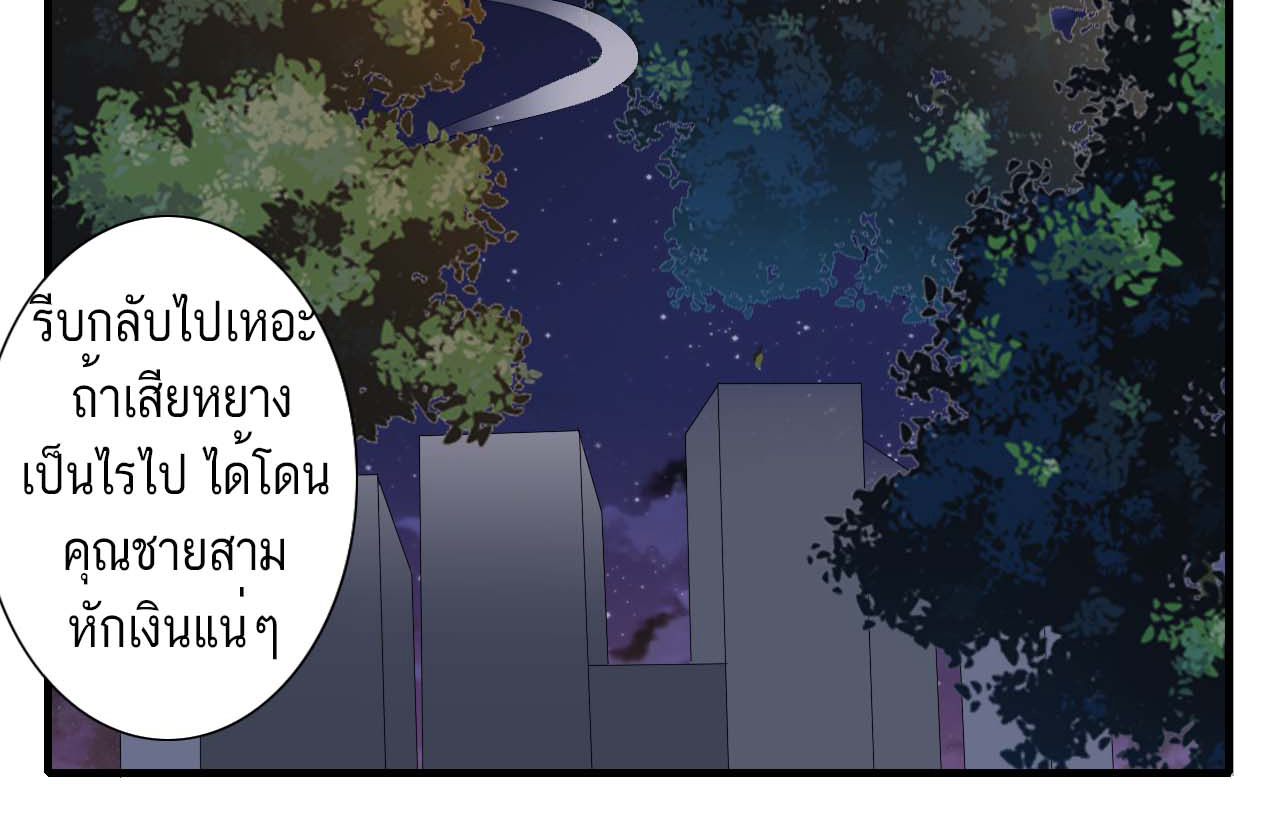 รีบกลับไปเหอะ
ถ้าเสียหยาง
เป็นไรไป ได้โดน
คุณชายสาม
หักเงินแน่ๆ